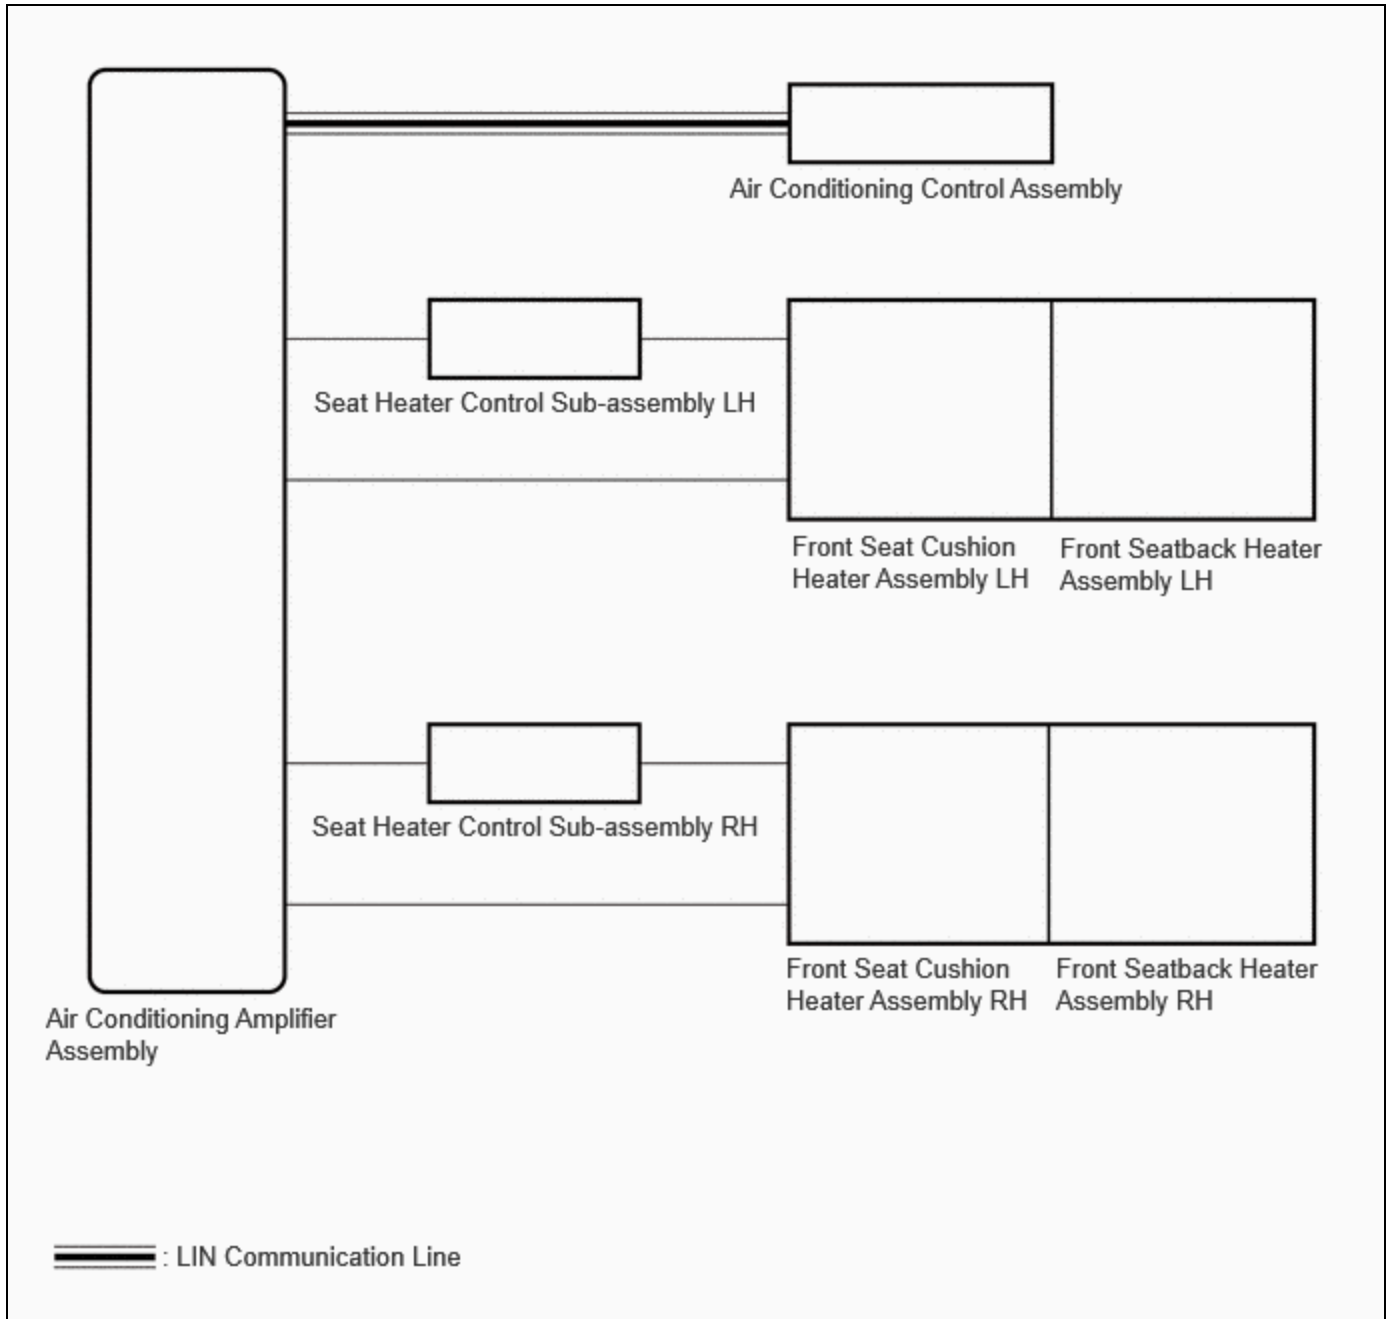 Air Conditioning Control Assembly
Seat Heater Control Sub-assembly LH
Front Seat Cushion
Heater Assembly LH
Front Seatback Heater
Assembly LH
Seat Heater Control Sub-assembly RH
Front Seat Cushion
Heater Assembly RH
Front Seatback Heater
Assembly RH
Air Conditioning Amplifier
Assembly
: LIN Communication Line